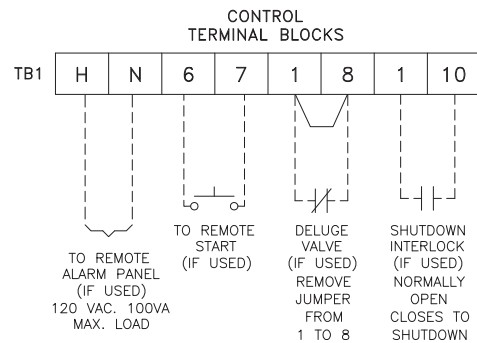 CONTROL
TERMINAL BLOCKS
TB1 H N 6 7 1 8 1 10
TO REMOTE
ALARM PANEL
(IF USED)
120 VAC. 100VA
MAX. LOAD
TO REMOTE
START
(IF USED)
DELUGE
VALVE
(IF USED)
REMOVE
JUMPER
FROM
1 TO 8
SHUTDOWN
INTERLOCK
(IF USED)
NORMALLY
OPEN
CLOSES TO
SHUTDOWN